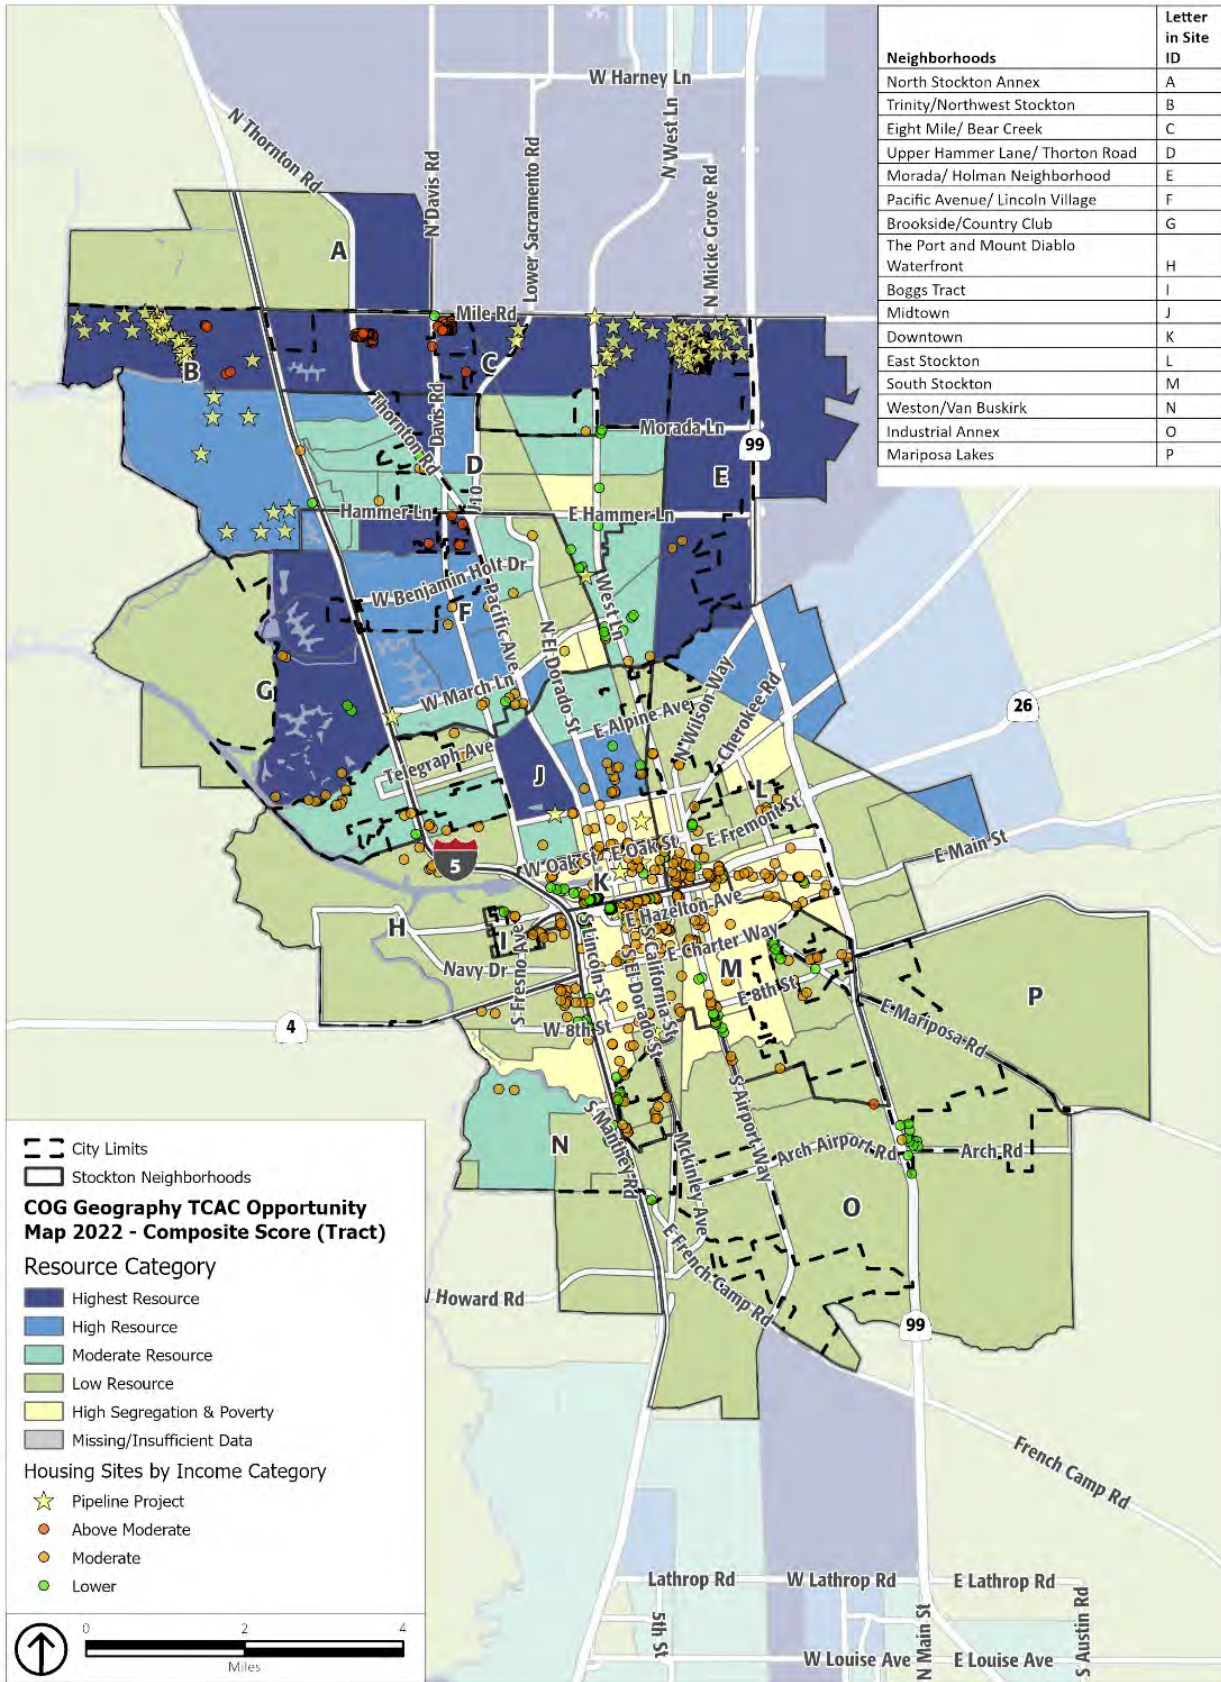 Neighborhoods Letter in Site ID
North Stockton Annex A
Trinity/Northwest Stockton B
Eight Mile/ Bear Creek C
Upper Hammer Lane/ Thorton Road D
Morada/ Holman Neighborhood E
Pacific Avenue/ Lincoln Village F
Brookside/Country Club G
The Port and Mount Diablo
Waterfront H
Boggs Tract I
Midtown J
Downtown K
East Stockton L
South Stockton M
Weston/Van Buskirk N
Industrial Annex O
Mariposa Lakes P
W Harney Ln
N Thornton Rd
N Davis Rd
Lower Sacramento Rd
N West Ln
N Micke Grove Rd
A
Mile Rd
B
C
Thornton Rd
Davis Rd
Morada Ln
99
D
E
J10
Hammer Ln
E Hammer Ln
W Benjamin Holt Dr
West Ln
F
Pacific Ave
N El Dorado St
N Wilson Way
Cherokee Rd
G
W March Ln
26
E Alpine Ave
Telegraph Ave
J
L
E Fremont St
E Main St
5
W Oak St
E Oak St
K
E Hazelton Ave
H
I
S Fresno Ave
S Lincoln St
S El Dorado St
S California St
E Charter Way
M
Navy Dr
E 8th St
P
4
W 8th St
E Mariposa Rd
S Airport Way
S Manthey Rd
N
Mckinley Ave
Arch Airport Rd
Arch Rd
O
E French Camp Rd
Howard Rd
99
French Camp Rd
Lathrop Rd
W Lathrop Rd
E Lathrop Rd
5th St
N Main St
S Austin Rd
W Louise Ave
E Louise Ave
City Limits
Stockton Neighborhoods
COG Geography TCAC Opportunity
Map 2022 - Composite Score (Tract)
Resource Category
Highest Resource
High Resource
Moderate Resource
Low Resource
High Segregation & Poverty
Missing/Insufficient Data
Housing Sites by Income Category
Pipeline Project
Above Moderate
Moderate
Lower
0 2 4
Miles